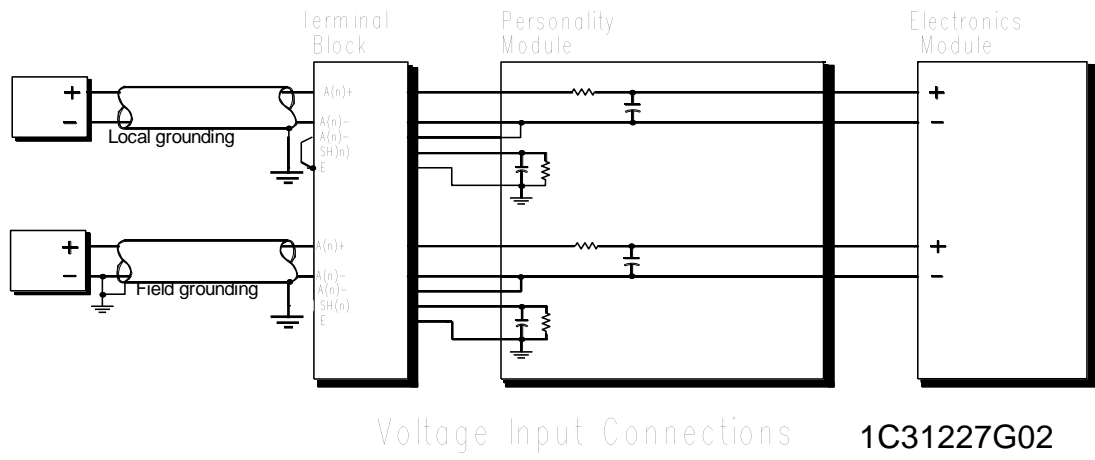 Terminal Block
Personality Module
Electronics Module
+
−
Local grounding
A(n)+
A(n)-
A(n)-
SH)n)
E
+
−
+
−
Field grounding
A(n)+
A(n)-
A(n)-
SH(n)
E
+
−
Voltage Input Connections
1C31227G02